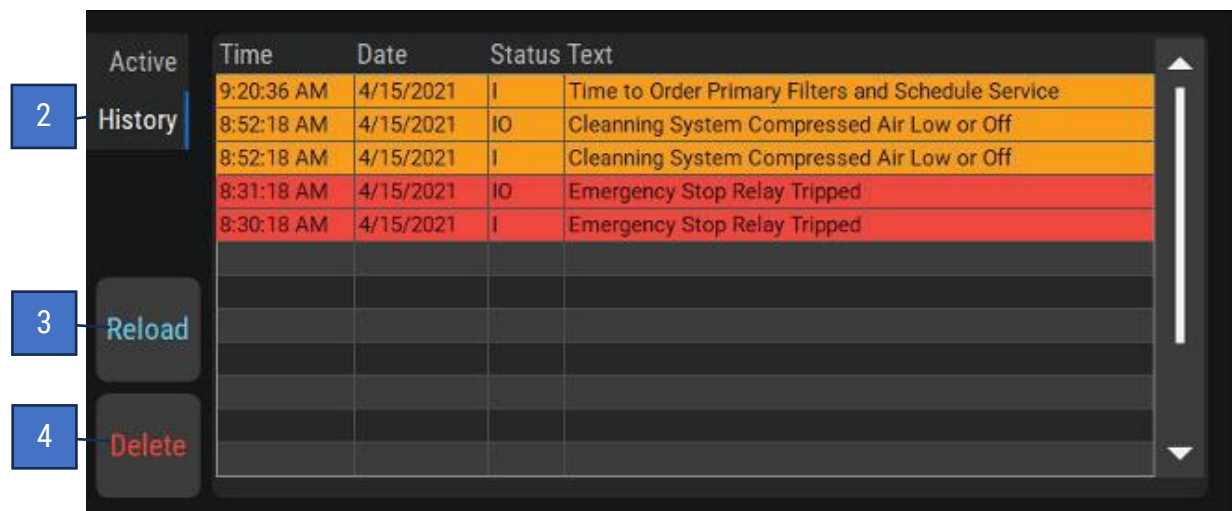 Active
2
History
3
Reload
4
Delete
Time Date Status Text
9:20:36 AM 4/15/2021 I Time to Order Primary Filters and Schedule Service
8:52:18 AM 4/15/2021 IO Cleanning System Compressed Air Low or Off
8:52:18 AM 4/15/2021 I Cleanning System Compressed Air Low or Off
8:31:18 AM 4/15/2021 IO Emergency Stop Relay Tripped
8:30:18 AM 4/15/2021 I Emergency Stop Relay Tripped